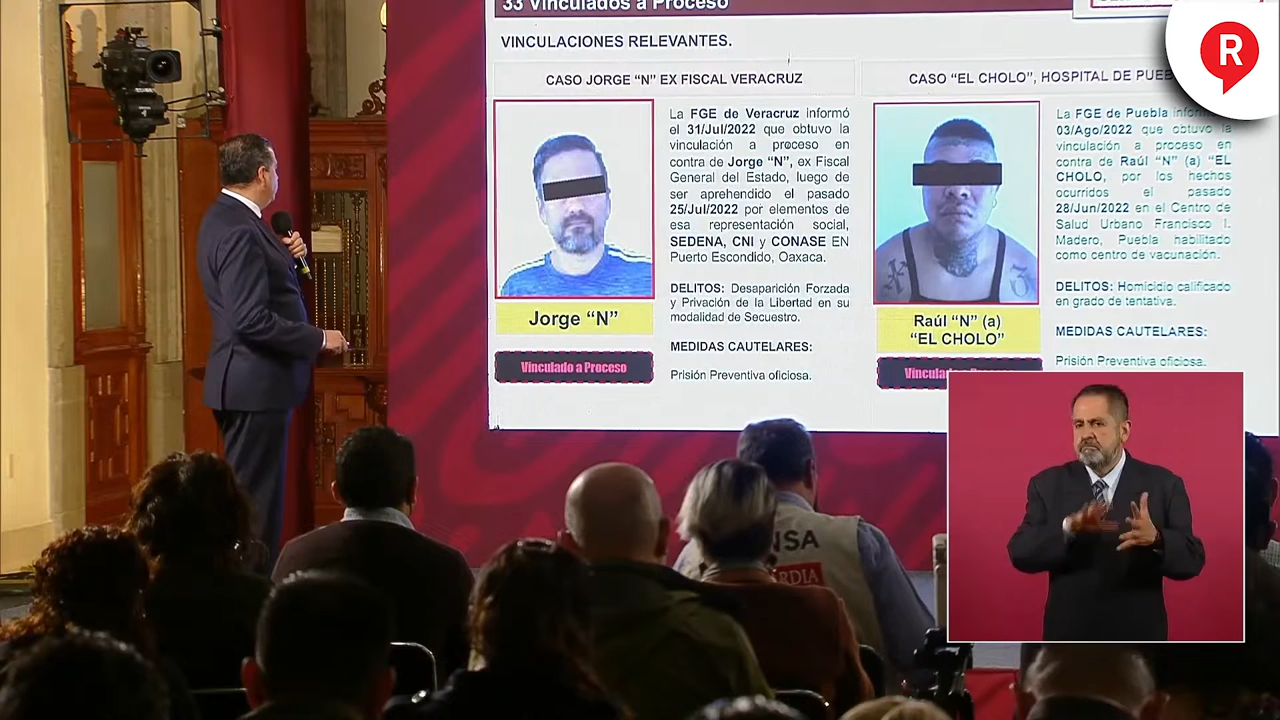 33 Vinculados a Proceso
VINCULACIONES RELEVANTES.
CASO JORGE “N” EX FISCAL VERACRUZ
La FGE de Veracruz informó
el 31/Jul/2022 que obtuvo la
vinculación a proceso en
contra de Jorge “N”, ex Fiscal
General del Estado, luego de
ser aprehendido el pasado
25/Jul/2022 por elementos de
esa representación social,
SEDENA, CNI y CONASE EN
Puerto Escondido, Oaxaca.
DELITOS: Desaparición Forzada
y Privación de la Libertad en su
modalidad de Secuestro.
MEDIDAS CAUTELARES:
Prisión Preventiva oficiosa.
Jorge “N”
Vinculado a Proceso
CASO “EL CHOLO”, HOSPITAL DE
La FGE de Puebla
03/Ago/2022 que obtuvo la
vinculación a proceso en
contra de Raúl “N” (a) “EL
CHOLO, por los hechos
ocurridos el pasado
28/Jun/2022 en el Centro de
Salud Urbano Francisco I.
Madero, Puebla habilitado
como centro de vacunación.
DELITOS: Homicidio calificado
en grado de tentativa.
MEDIDAS CAUTELARES:
Prisión Preventiva oficiosa.
Raúl “N” (a)
“EL CHOLO”
R